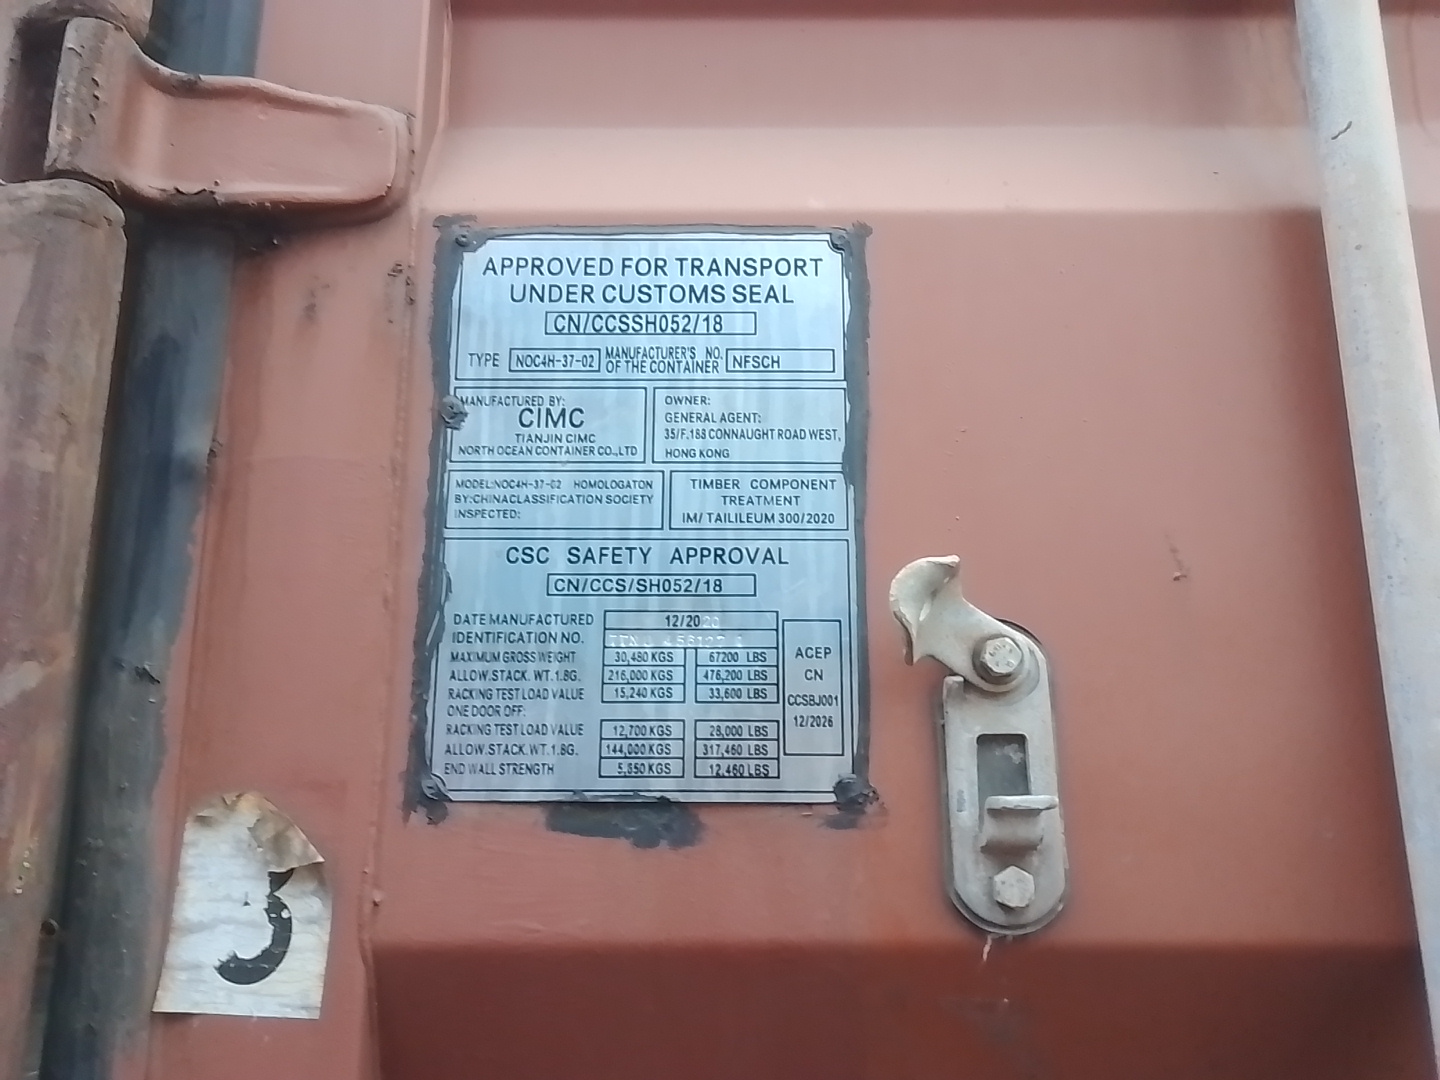 APPROVED FOR TRANSPORT
UNDER CUSTOMS SEAL
CN/CCSSH052/18
TYPE NOC4H-37-02 MANUFACTURER'S NO. OF THE CONTAINER NFSCH
MANUFACTURED BY:
CIMC
TIANJIN CIMC
NORTH OCEAN CONTAINER CO.,LTD
OWNER:
GENERAL AGENT:
35/F,188 CONNAUGHT ROAD WEST,
HONG KONG
MODEL:NOC4H-37-02 HOMOLOGATON
BY:CHINACLASSIFICATION SOCIETY
INSPECTED:
TIMBER COMPONENT
TREATMENT
IM/ TAILILEUM 300/2020
CSC SAFETY APPROVAL
CN/CCS/SH052/18
DATE MANUFACTURED 12/2020
IDENTIFICATION NO.
MAXIMUM GROSS WEIGHT 30,480 KGS 67200 LBS
ALLOW.STACK. WT.1.8G. 216,000 KGS 476,200 LBS
RACKING TEST LOAD VALUE 15,240 KGS 33,600 LBS
ONE DOOR OFF:
RACKING TEST LOAD VALUE 12,700 KGS 28,000 LBS
ALLOW.STACK.WT.1.8G. 144,000 KGS 317,460 LBS
END WALL STRENGTH 5,650 KGS 12,460 LBS
ACEP
CN
CCSBJ001
12/2026
3